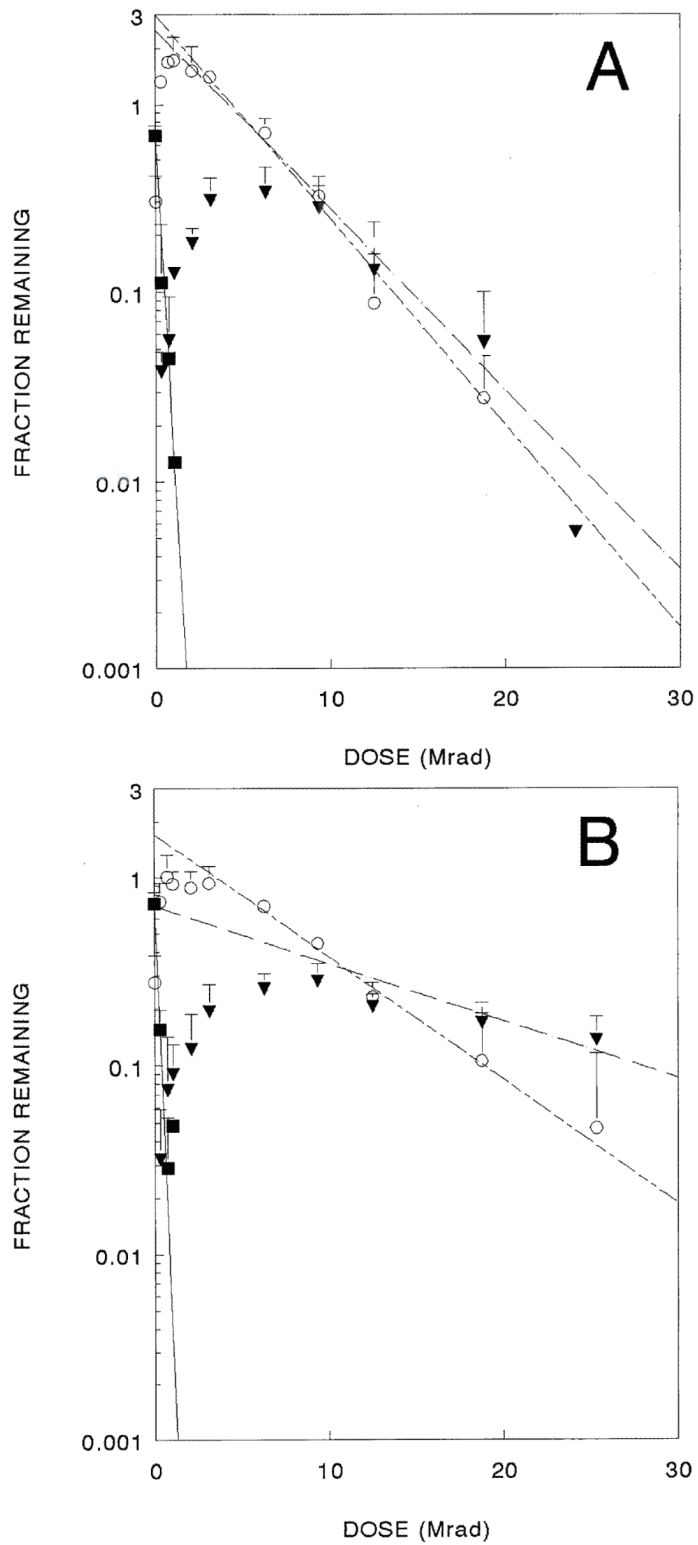 A
3
1
0.1
0.01
0.001
FRACTION REMAINING
0 10 20 30
DOSE (Mrad)
B
3
1
0.1
0.01
0.001
FRACTION REMAINING
0 10 20 30
DOSE (Mrad)